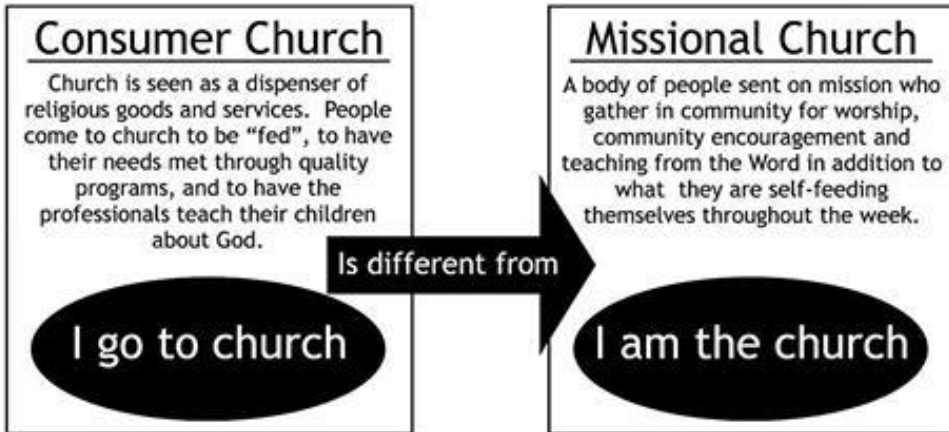 Consumer Church
Church is seen as a dispenser of
religious goods and services. People
come to church to be “fed”, to have
their needs met through quality
programs, and to have the
professionals teach their children
about God.
I go to church
Is different from
Missional Church
A body of people sent on mission who
gather in community for worship,
community encouragement and
teaching from the Word in addition to
what they are self-feeding
themselves throughout the week.
I am the church